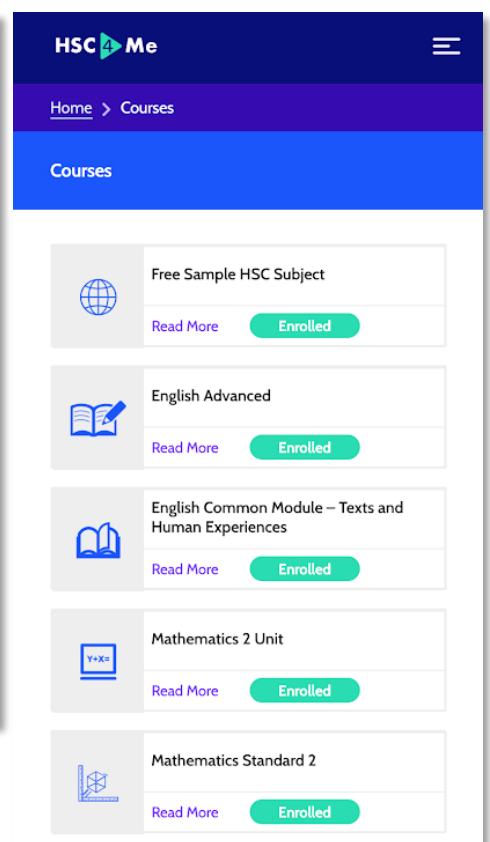 HSC 4 Me
Home > Courses
Courses
Free Sample HSC Subject
Read More Enrolled
English Advanced
Read More Enrolled
English Common Module – Texts and
Human Experiences
Read More Enrolled
Mathematics 2 Unit
Y+X=
Read More Enrolled
Mathematics Standard 2
Read More Enrolled